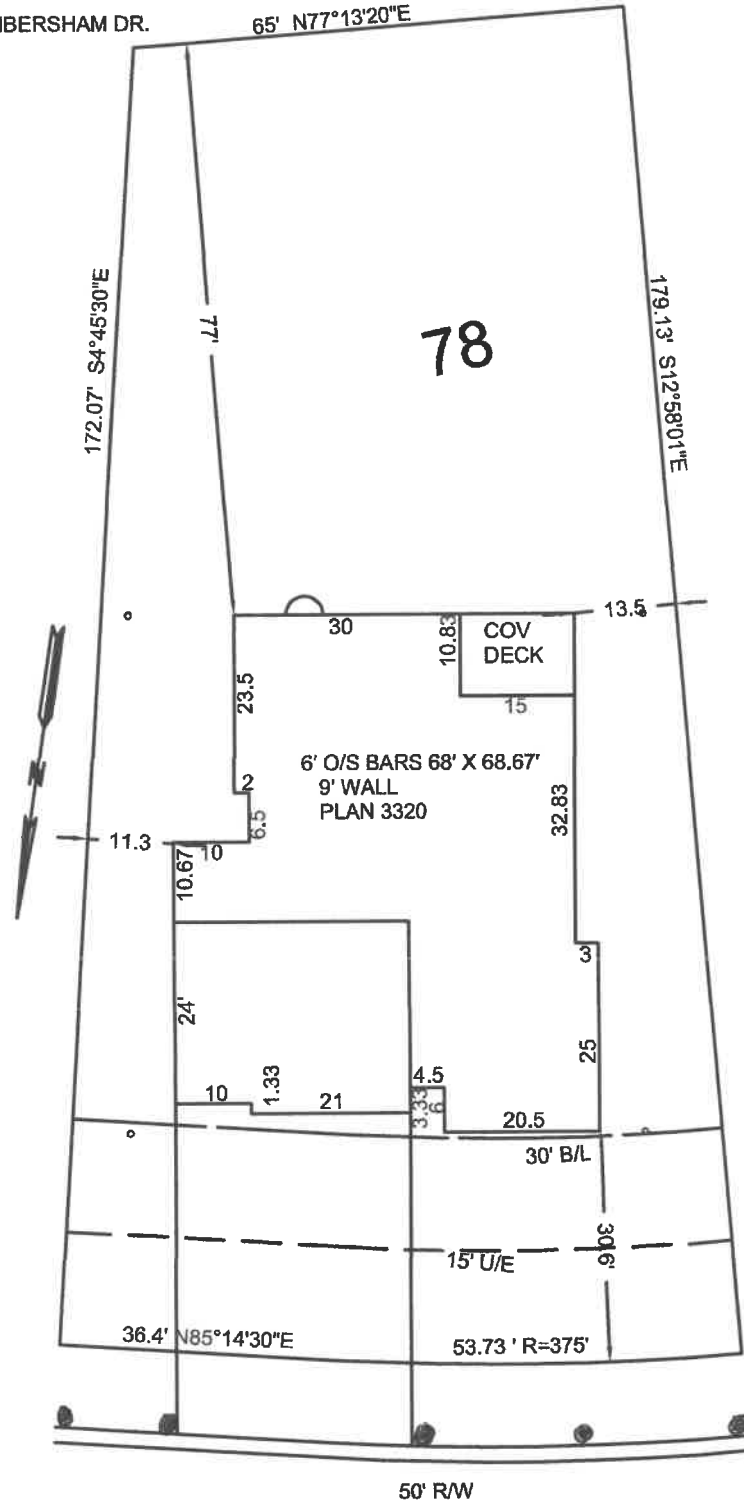 BERSHAM DR.
65' N77°13'20"E
172.07' S4°45'30"E
77'
78
179.13' S12°58'01"E
13.5
30
10.83
COV
DECK
15
23.5
6' O/S BARS 68' X 68.67'
9' WALL
PLAN 3320
2
6.5
32.83
11.3
10
10.67
N
3
24'
25
10
1.33
21
4.5
3.33
6
20.5
30' B/L
15' U/E
30'6'
36.4' N85°14'30"E
53.73 ' R=375'
50' R/W